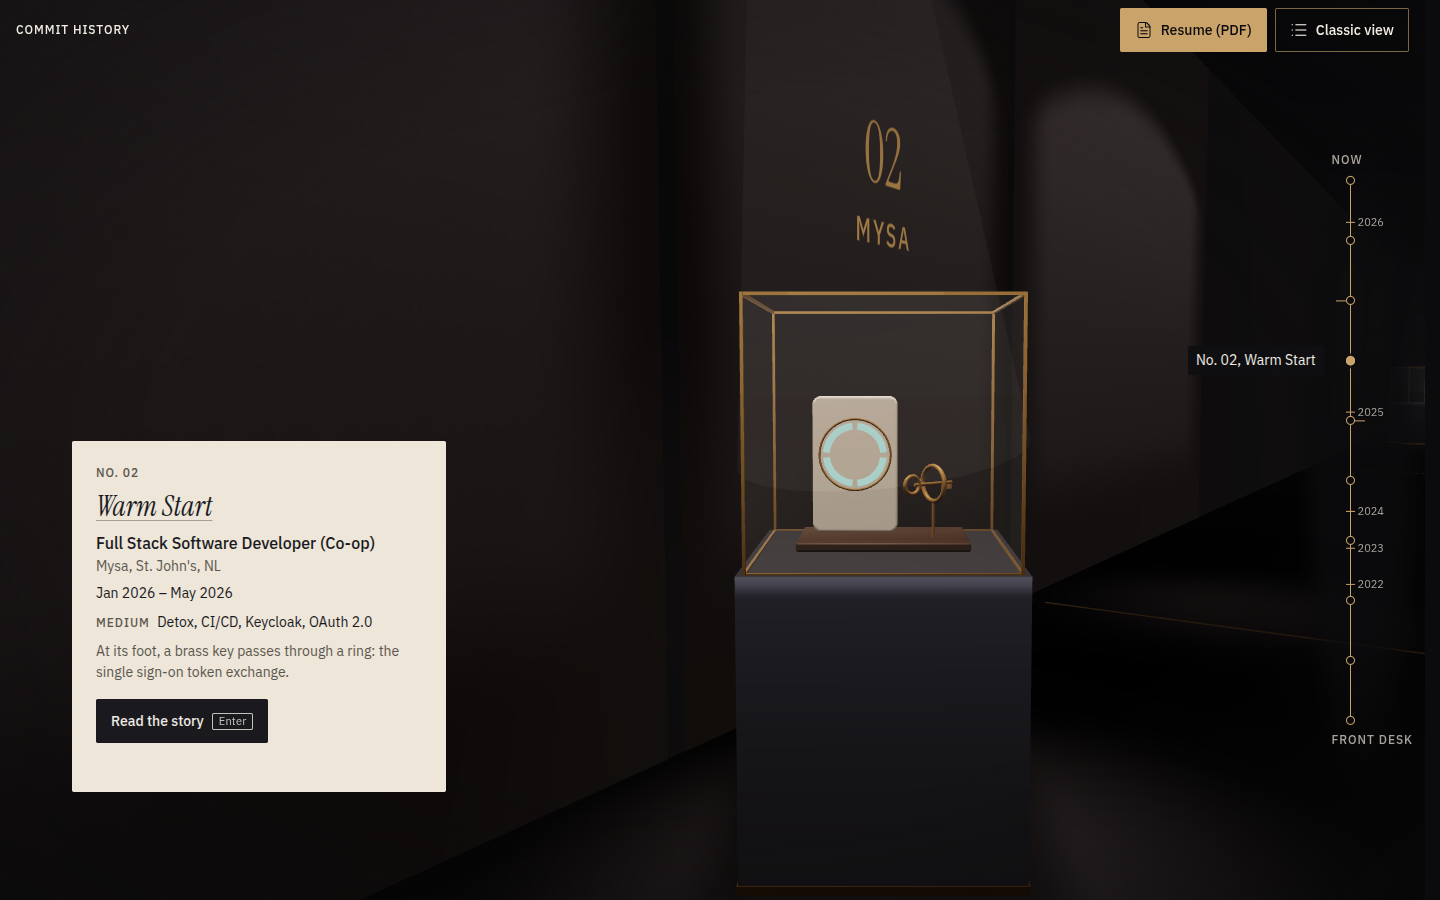 COMMIT HISTORY
Resume (PDF)
Classic view
02
MYSA
NOW
2026
No. 02, Warm Start
2025
2024
2023
2022
FRONT DESK
NO. 02
Warm Start
Full Stack Software Developer (Co-op)
Mysa, St. John's, NL
Jan 2026 – May 2026
MEDIUM Detox, CI/CD, Keycloak, OAuth 2.0
At its foot, a brass key passes through a ring: the
single sign-on token exchange.
Read the story Enter